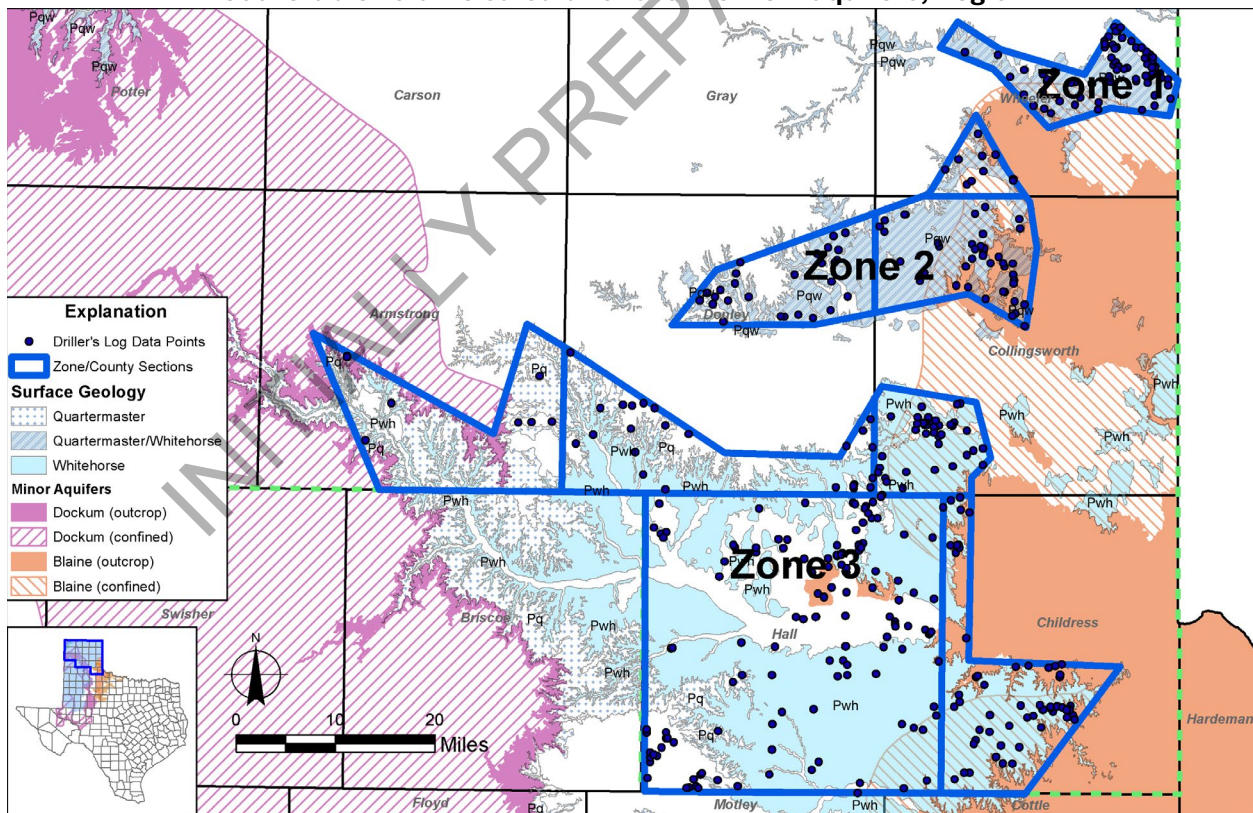 Pqw
Pqw
Pqw
Potter
Carson
Gray
Pqw
Pqw
Zone 1
Wheeler
INITIALLY PREPA
Zone 2
Pqw
Pqw
Pqw
Donley
Pqw
Pqw
Collingsworth
Armstrong
Pq
Pwh
Pq
Pq
Pwh
Pq
Pwh
Pwh
Pwh
Pwh
Pwh
Pwh
Pwh
Pwh
Explanation
Driller's Log Data Points
Zone/County Sections
Surface Geology
Quartermaster
Quartermaster/Whitehorse
Whitehorse
Minor Aquifers
Dockum (outcrop)
Dockum (confined)
Blaine (outcrop)
Blaine (confined)
Pwh
Pwh
Zone 3
Pwh
Pwh
Pwh
Swisher
Briscoe
Pq
Pwh
Pwh
Hall
Childress
Hardeman
N
0 10 20
Miles
Pq
Pq
Pwh
Floyd
Pq
Motley
Pwh
Cottle